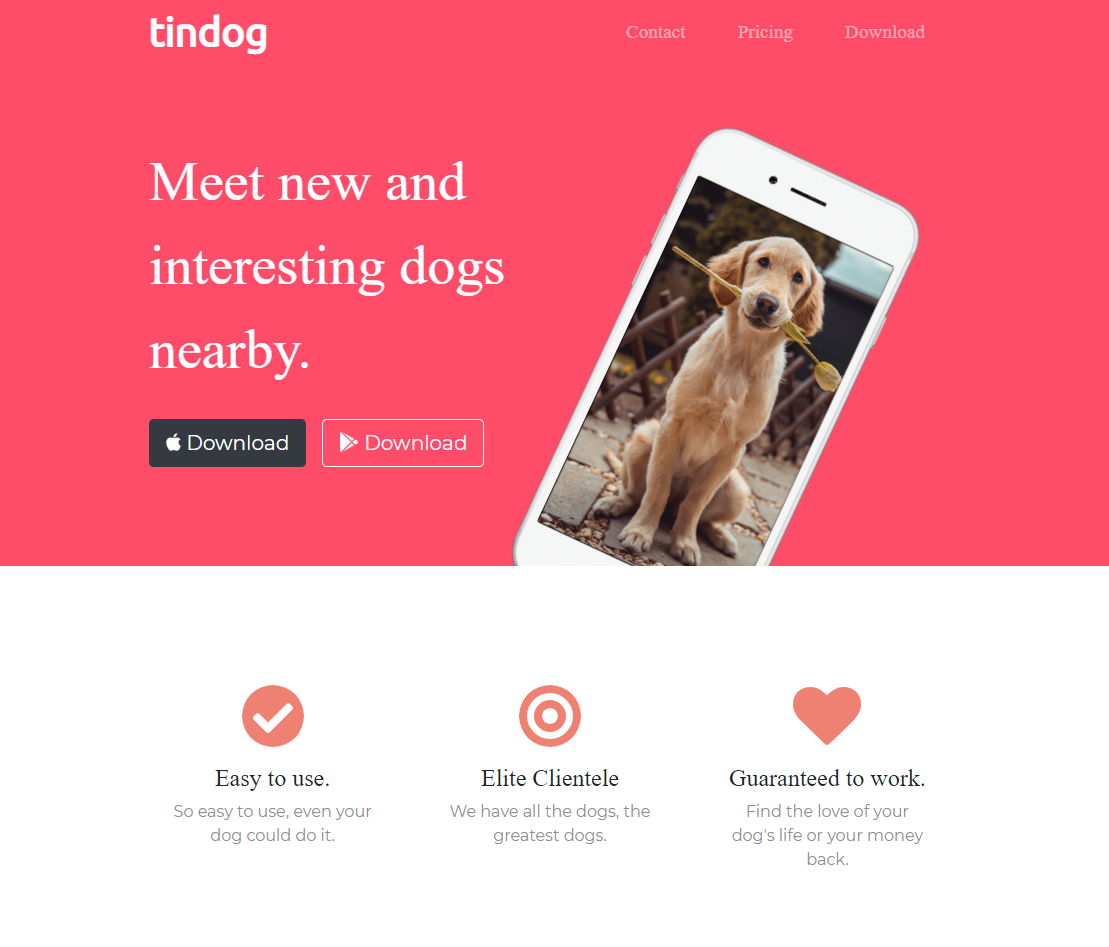 tindog
Contact Pricing Download
Meet new and
interesting dogs
nearby.
Download Download
Easy to use.
So easy to use, even your
dog could do it.
Elite Clientele
We have all the dogs, the
greatest dogs.
Guaranteed to work.
Find the love of your
dog's life or your money
back.